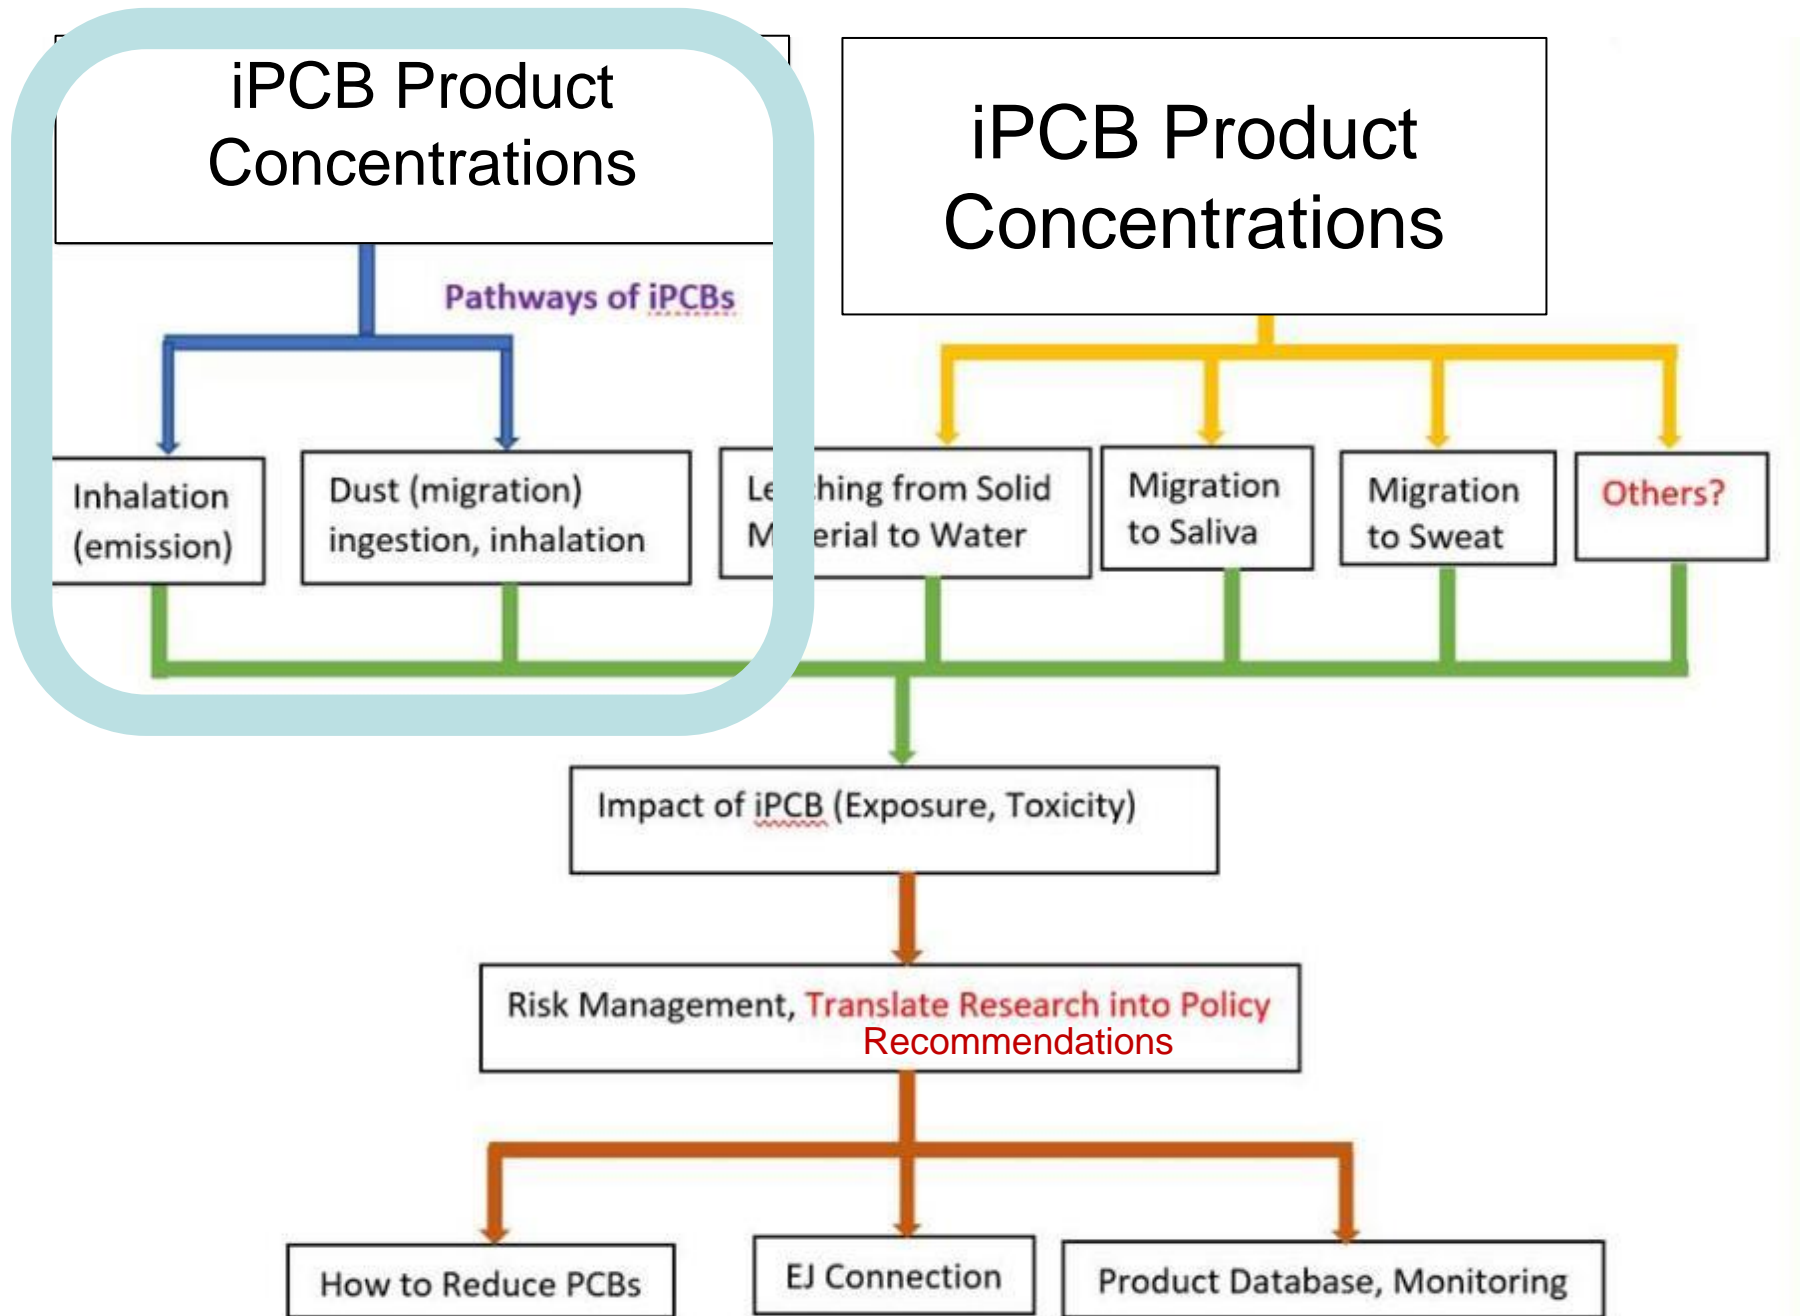 iPCB Product
Concentrations
iPCB Product
Concentrations
Pathways of iPCBs
Inhalation
(emission)
Dust (migration)
ingestion, inhalation
Le hing from Solid
M erial to Water
Migration
to Saliva
Migration
to Sweat
Others?
Impact of iPCB (Exposure, Toxicity)
Risk Management, Translate Research into Policy
Recommendations
How to Reduce PCBs
EJ Connection
Product Database, Monitoring